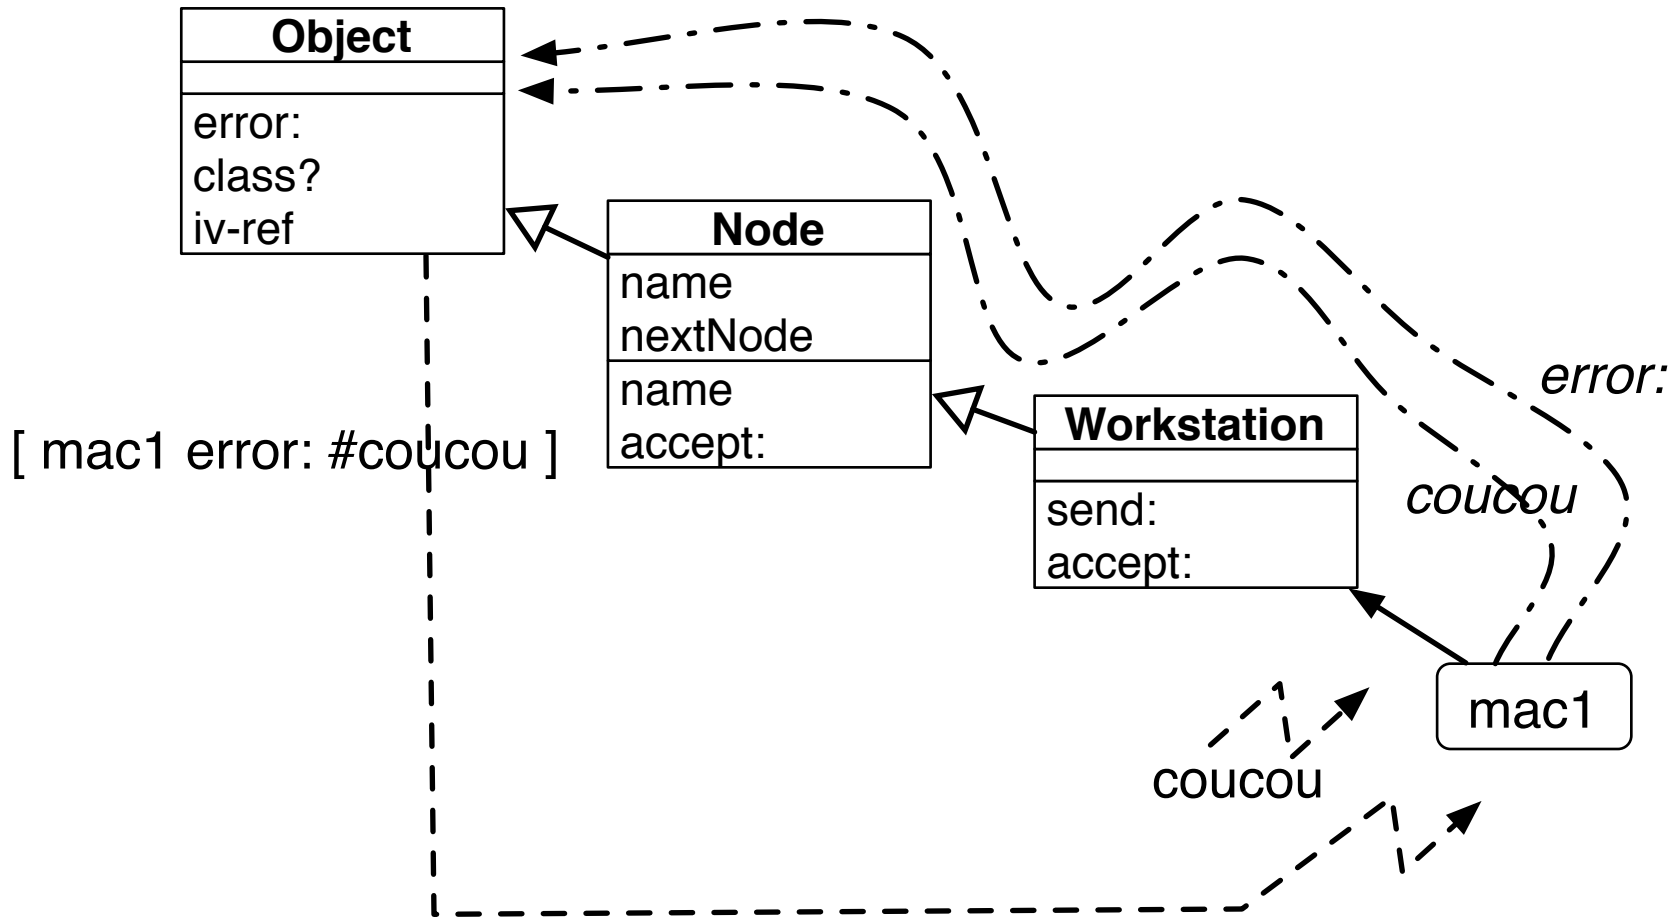 Object
error:
class?
iv-ref
Node
name
nextNode
name
accept:
[ mac1 error: #coucou ]
Workstation
send:
accept:
error:
coucou
mac1
coucou